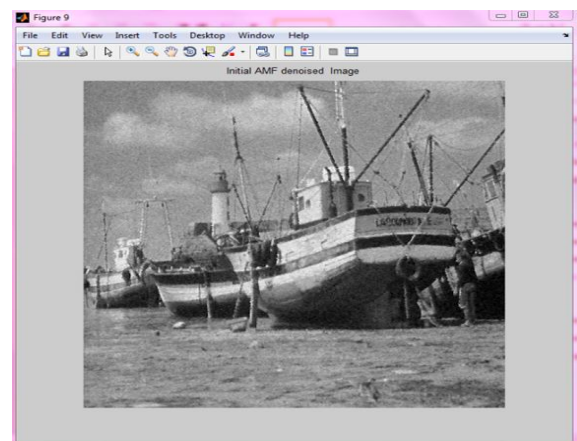 Figure 9
File Edit View Insert Tools Desktop Window Help
Initial AMF denoised Image